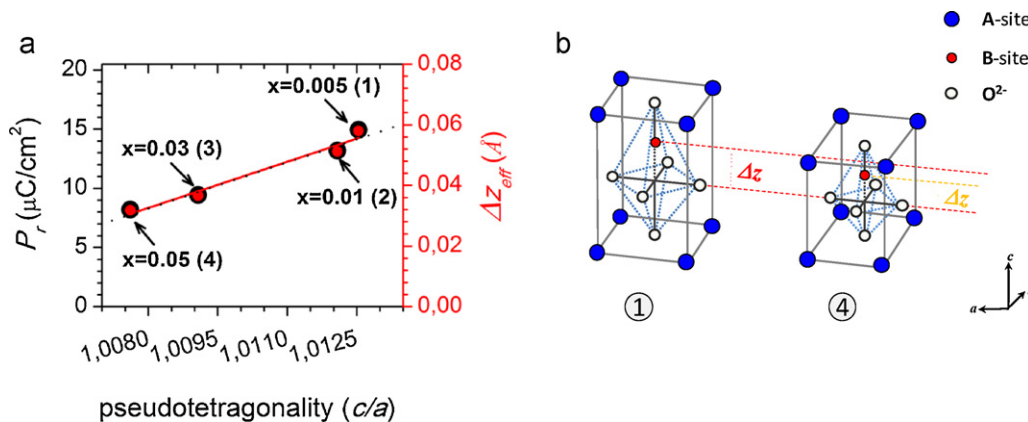 a
20
15
10
5
0
Pr (μC/cm²)
x=0.005 (1)
x=0.03 (3)
x=0.01 (2)
x=0.05 (4)
0,08
0,06
0,04
0,02
0,00
Δzeff (Å)
1,0080
1,0095
1,0110
1,0125
pseudotetragonality (c/a)
b
A-site
B-site
O²⁻
Δz
Δz
1
4
c
a